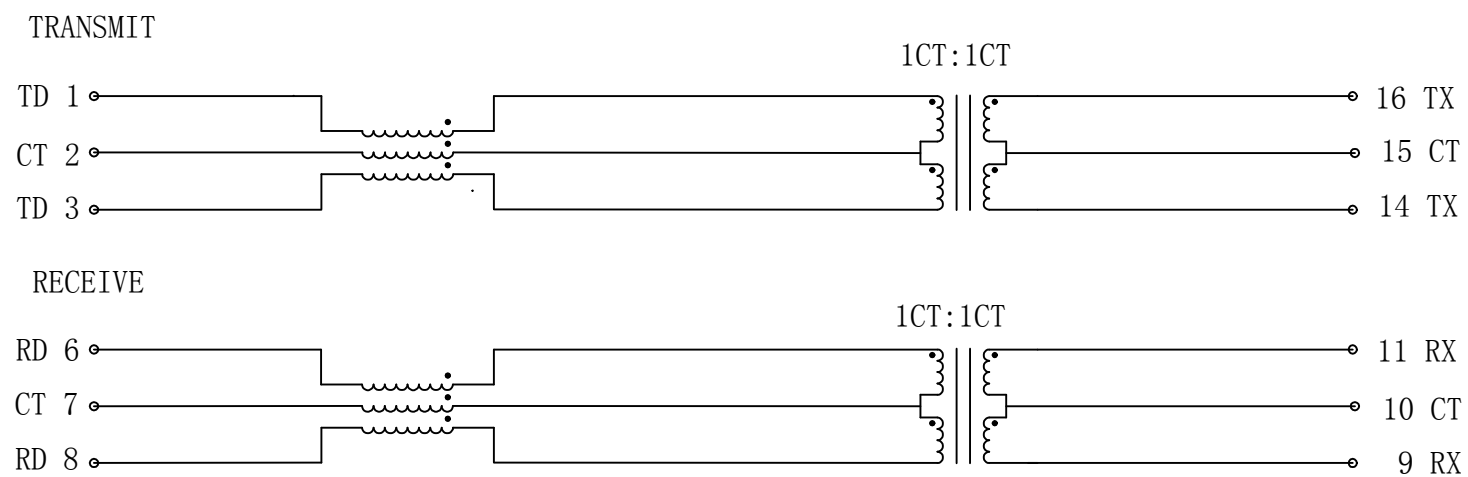 TRANSMIT
1CT:1CT
TD 1
16 TX
CT 2
15 CT
TD 3
14 TX
RECEIVE
1CT:1CT
RD 6
11 RX
CT 7
10 CT
RD 8
9 RX